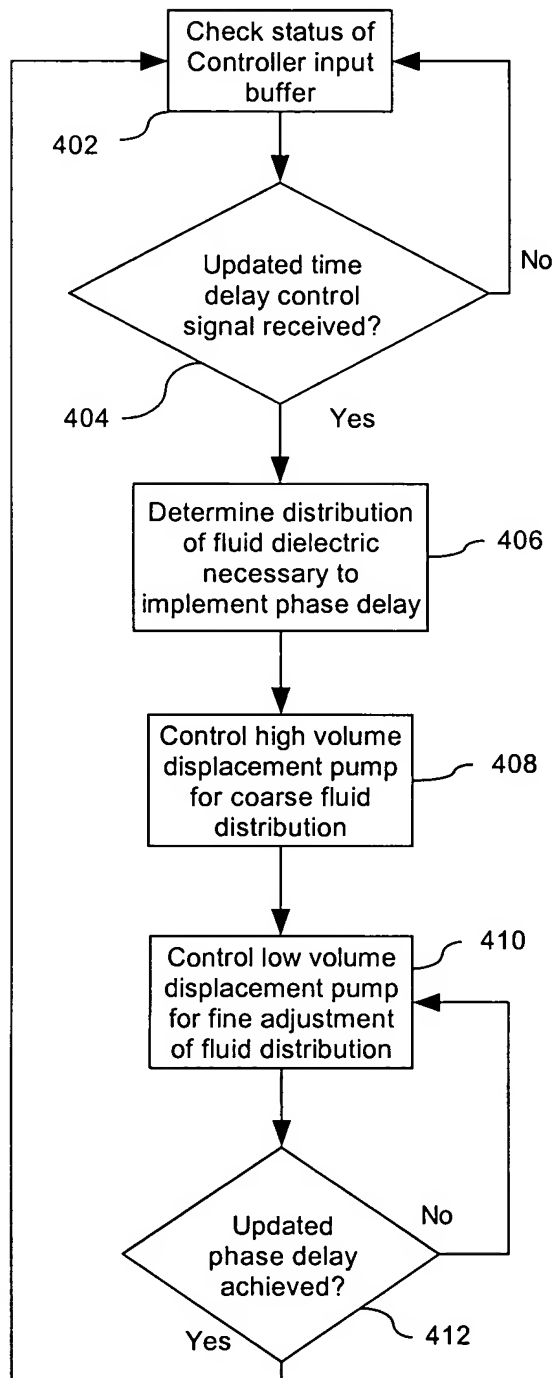 Check status of
Controller input
buffer
402
Updated time
delay control
signal received?
No
404
Yes
Determine distribution
of fluid dielectric
necessary to
implement phase delay
406
Control high volume
displacement pump
for coarse fluid
distribution
408
Control low volume
displacement pump
for fine adjustment
of fluid distribution
410
Updated
phase delay
achieved?
No
Yes
412